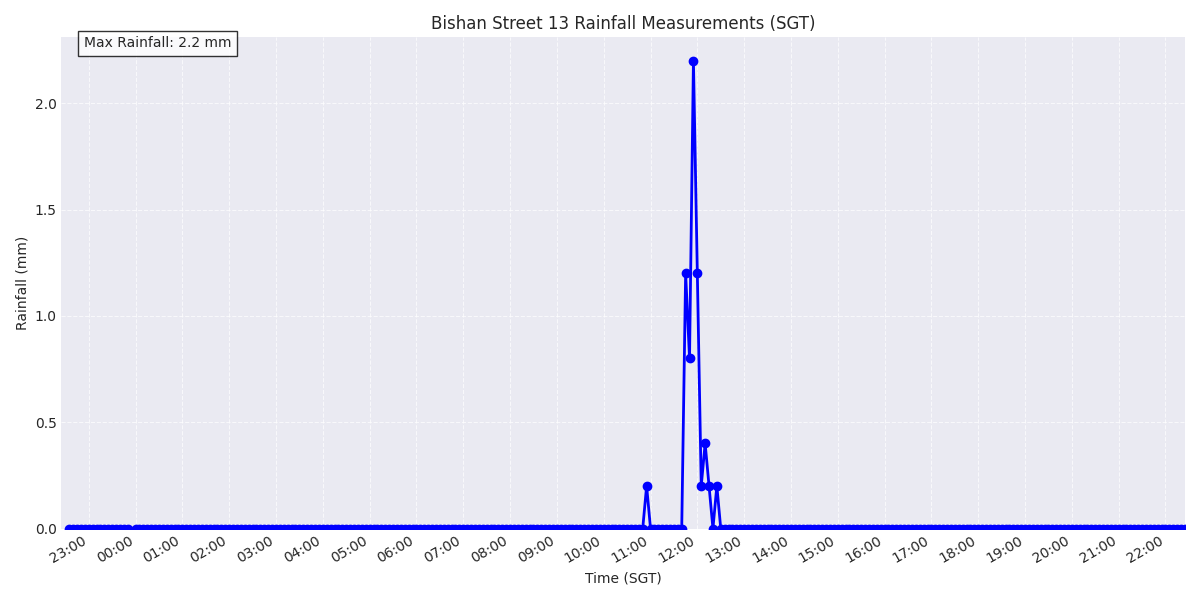 Bishan Street 13 Rainfall Measurements (SGT)
Max Rainfall: 2.2 mm
Rainfall (mm)
2.0
1.5
1.0
0.5
0.0
23:00 00:00 01:00 02:00 03:00 04:00 05:00 06:00 07:00 08:00 09:00 10:00 11:00 12:00 13:00 14:00 15:00 16:00 17:00 18:00 19:00 20:00 21:00 22:00
Time (SGT)